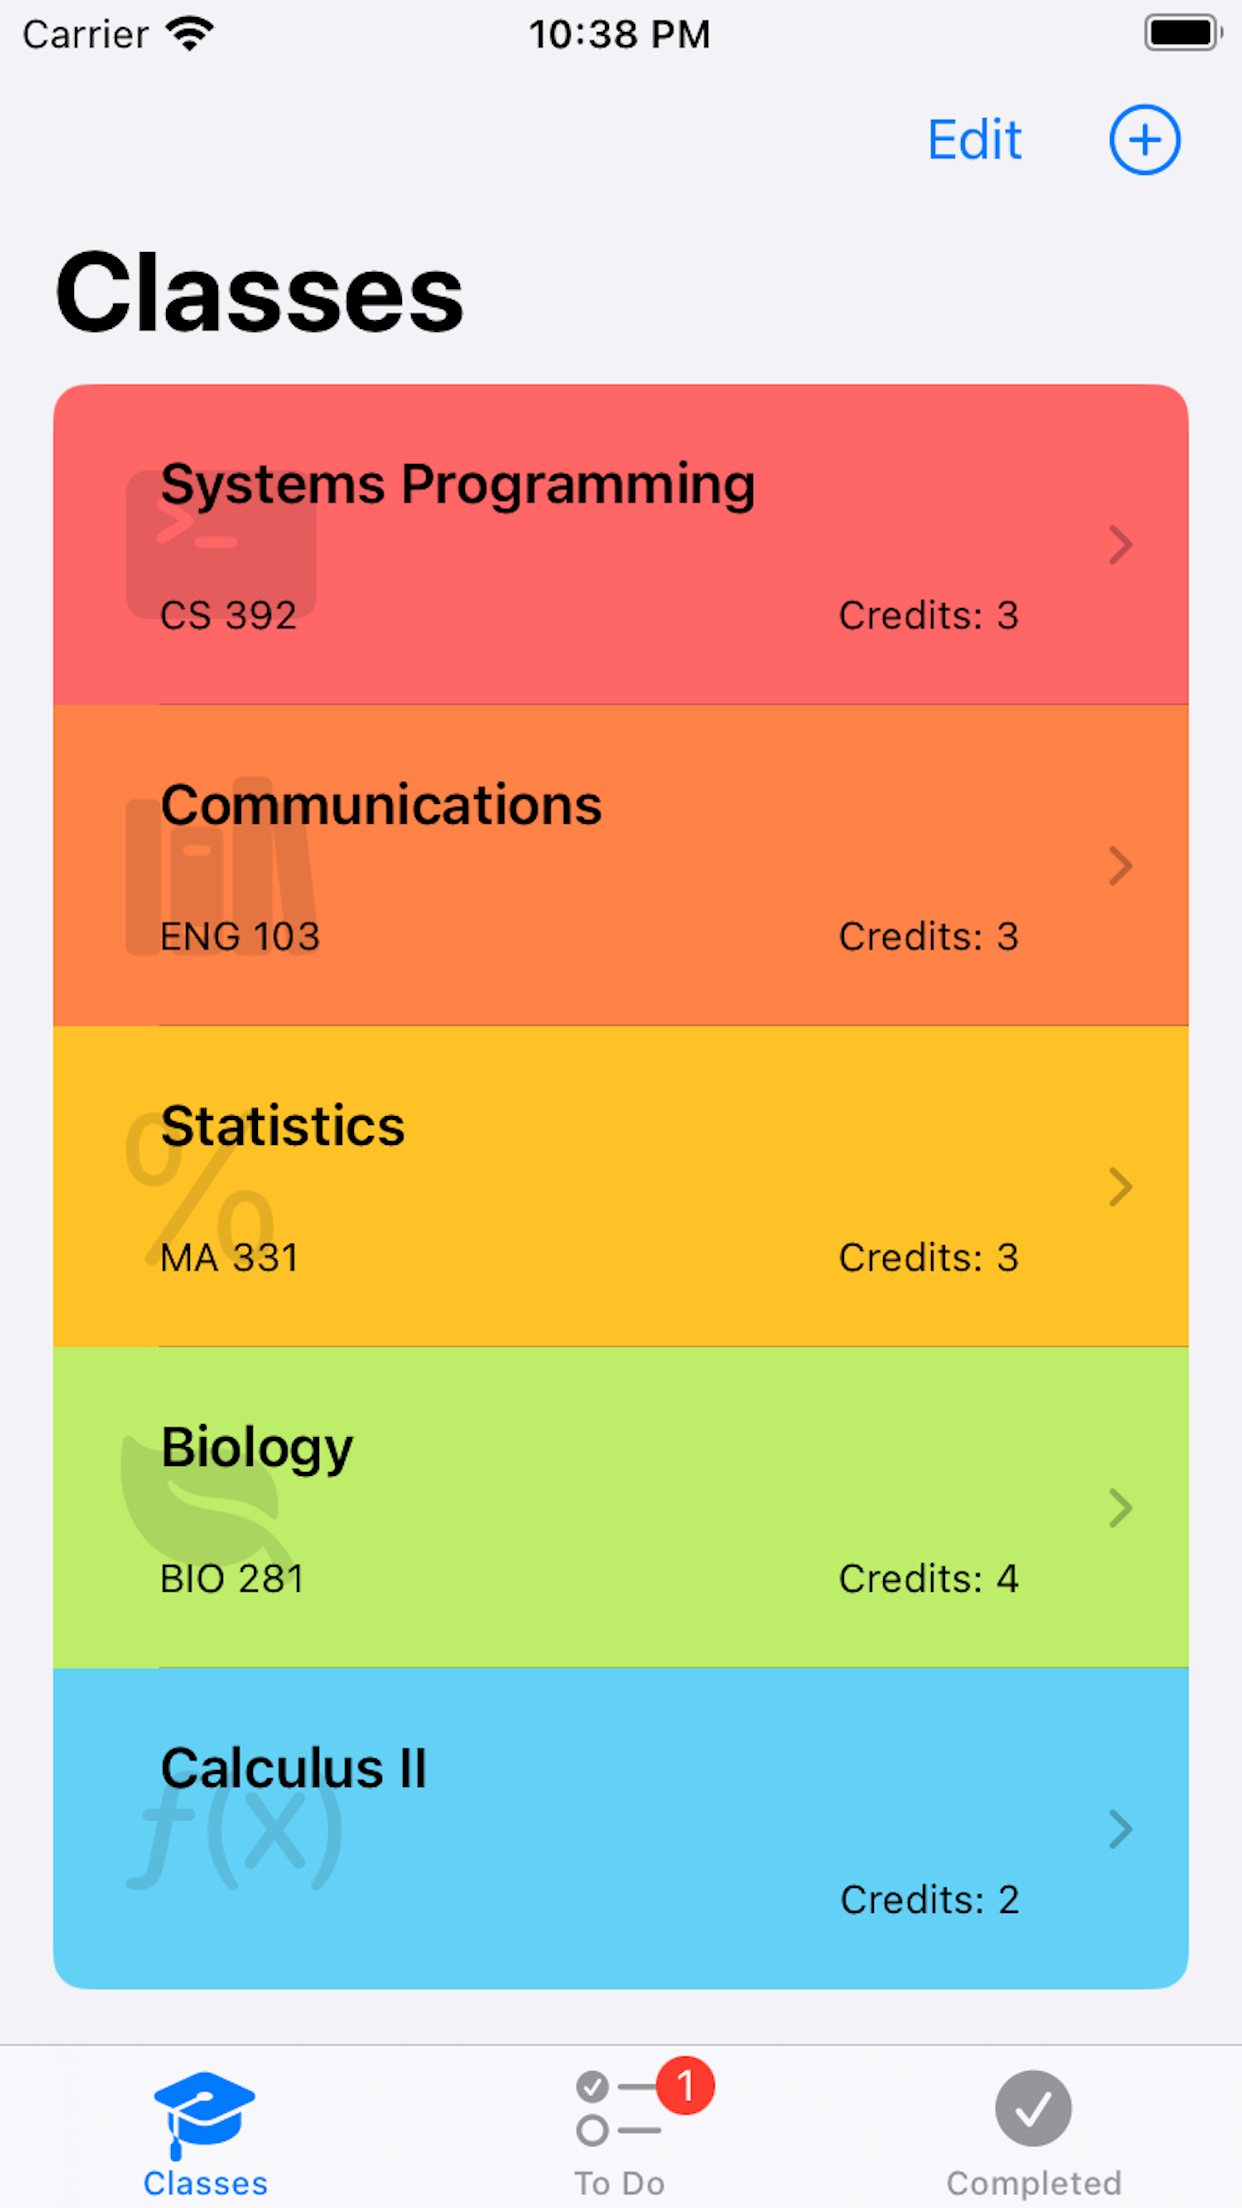 Carrier 10:38 PM
Edit
Classes
Systems Programming
CS 392 Credits: 3
Communications
ENG 103 Credits: 3
Statistics
MA 331 Credits: 3
Biology
BIO 281 Credits: 4
Calculus II
f(x)
Credits: 2
1
Classes To Do Completed